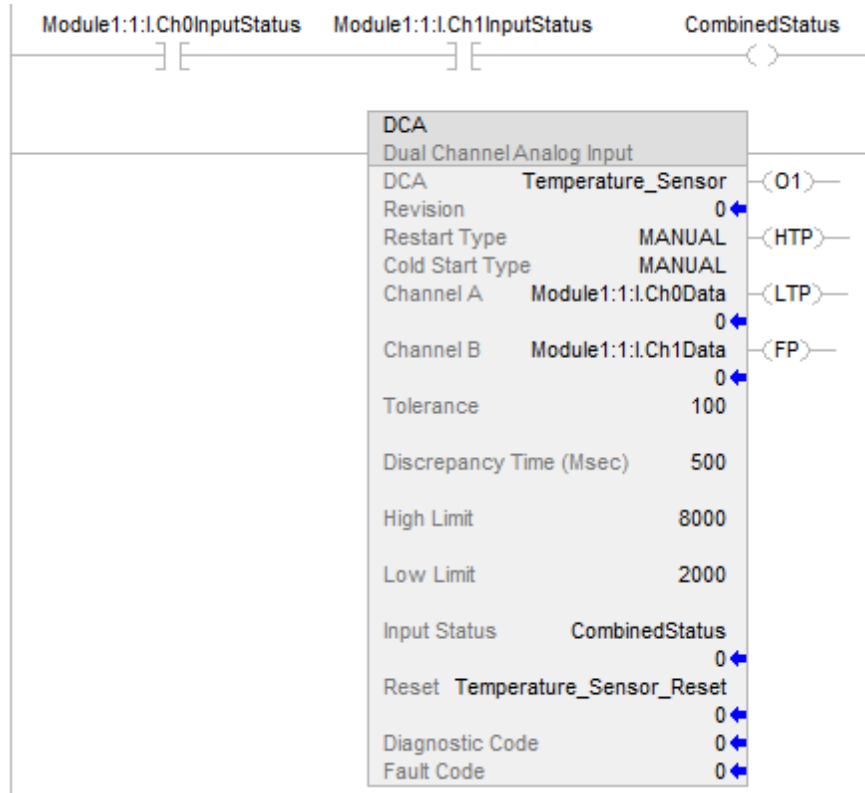 Module1:1:I.Ch0InputStatus Module1:1:I.Ch1InputStatus CombinedStatus
DCA
Dual Channel Analog Input
DCA Temperature_Sensor O1
Revision 0
Restart Type MANUAL HTP
Cold Start Type MANUAL
Channel A Module1:1:I.Ch0Data LTP
0
Channel B Module1:1:I.Ch1Data FP
0
Tolerance 100
Discrepancy Time (Msec) 500
High Limit 8000
Low Limit 2000
Input Status CombinedStatus
0
Reset Temperature_Sensor_Reset
0
Diagnostic Code 0
Fault Code 0